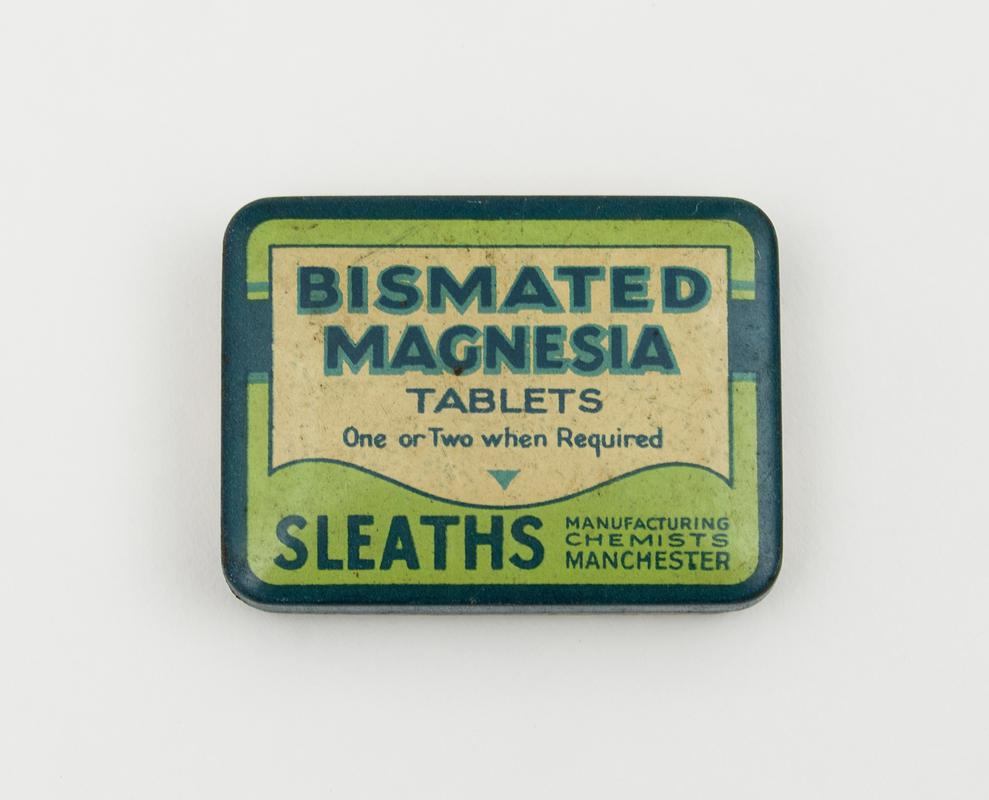 BISMATED
MAGNESIA
TABLETS
One or Two when Required
SLEATHS
MANUFACTURING
CHEMISTS
MANCHESTER